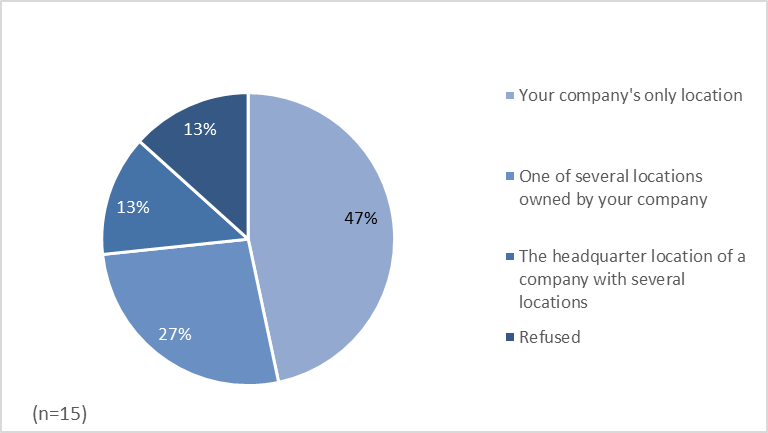 13%
13%
47%
27%
Your company's only location
One of several locations
owned by your company
The headquarter location of a
company with several
locations
Refused
(n=15)